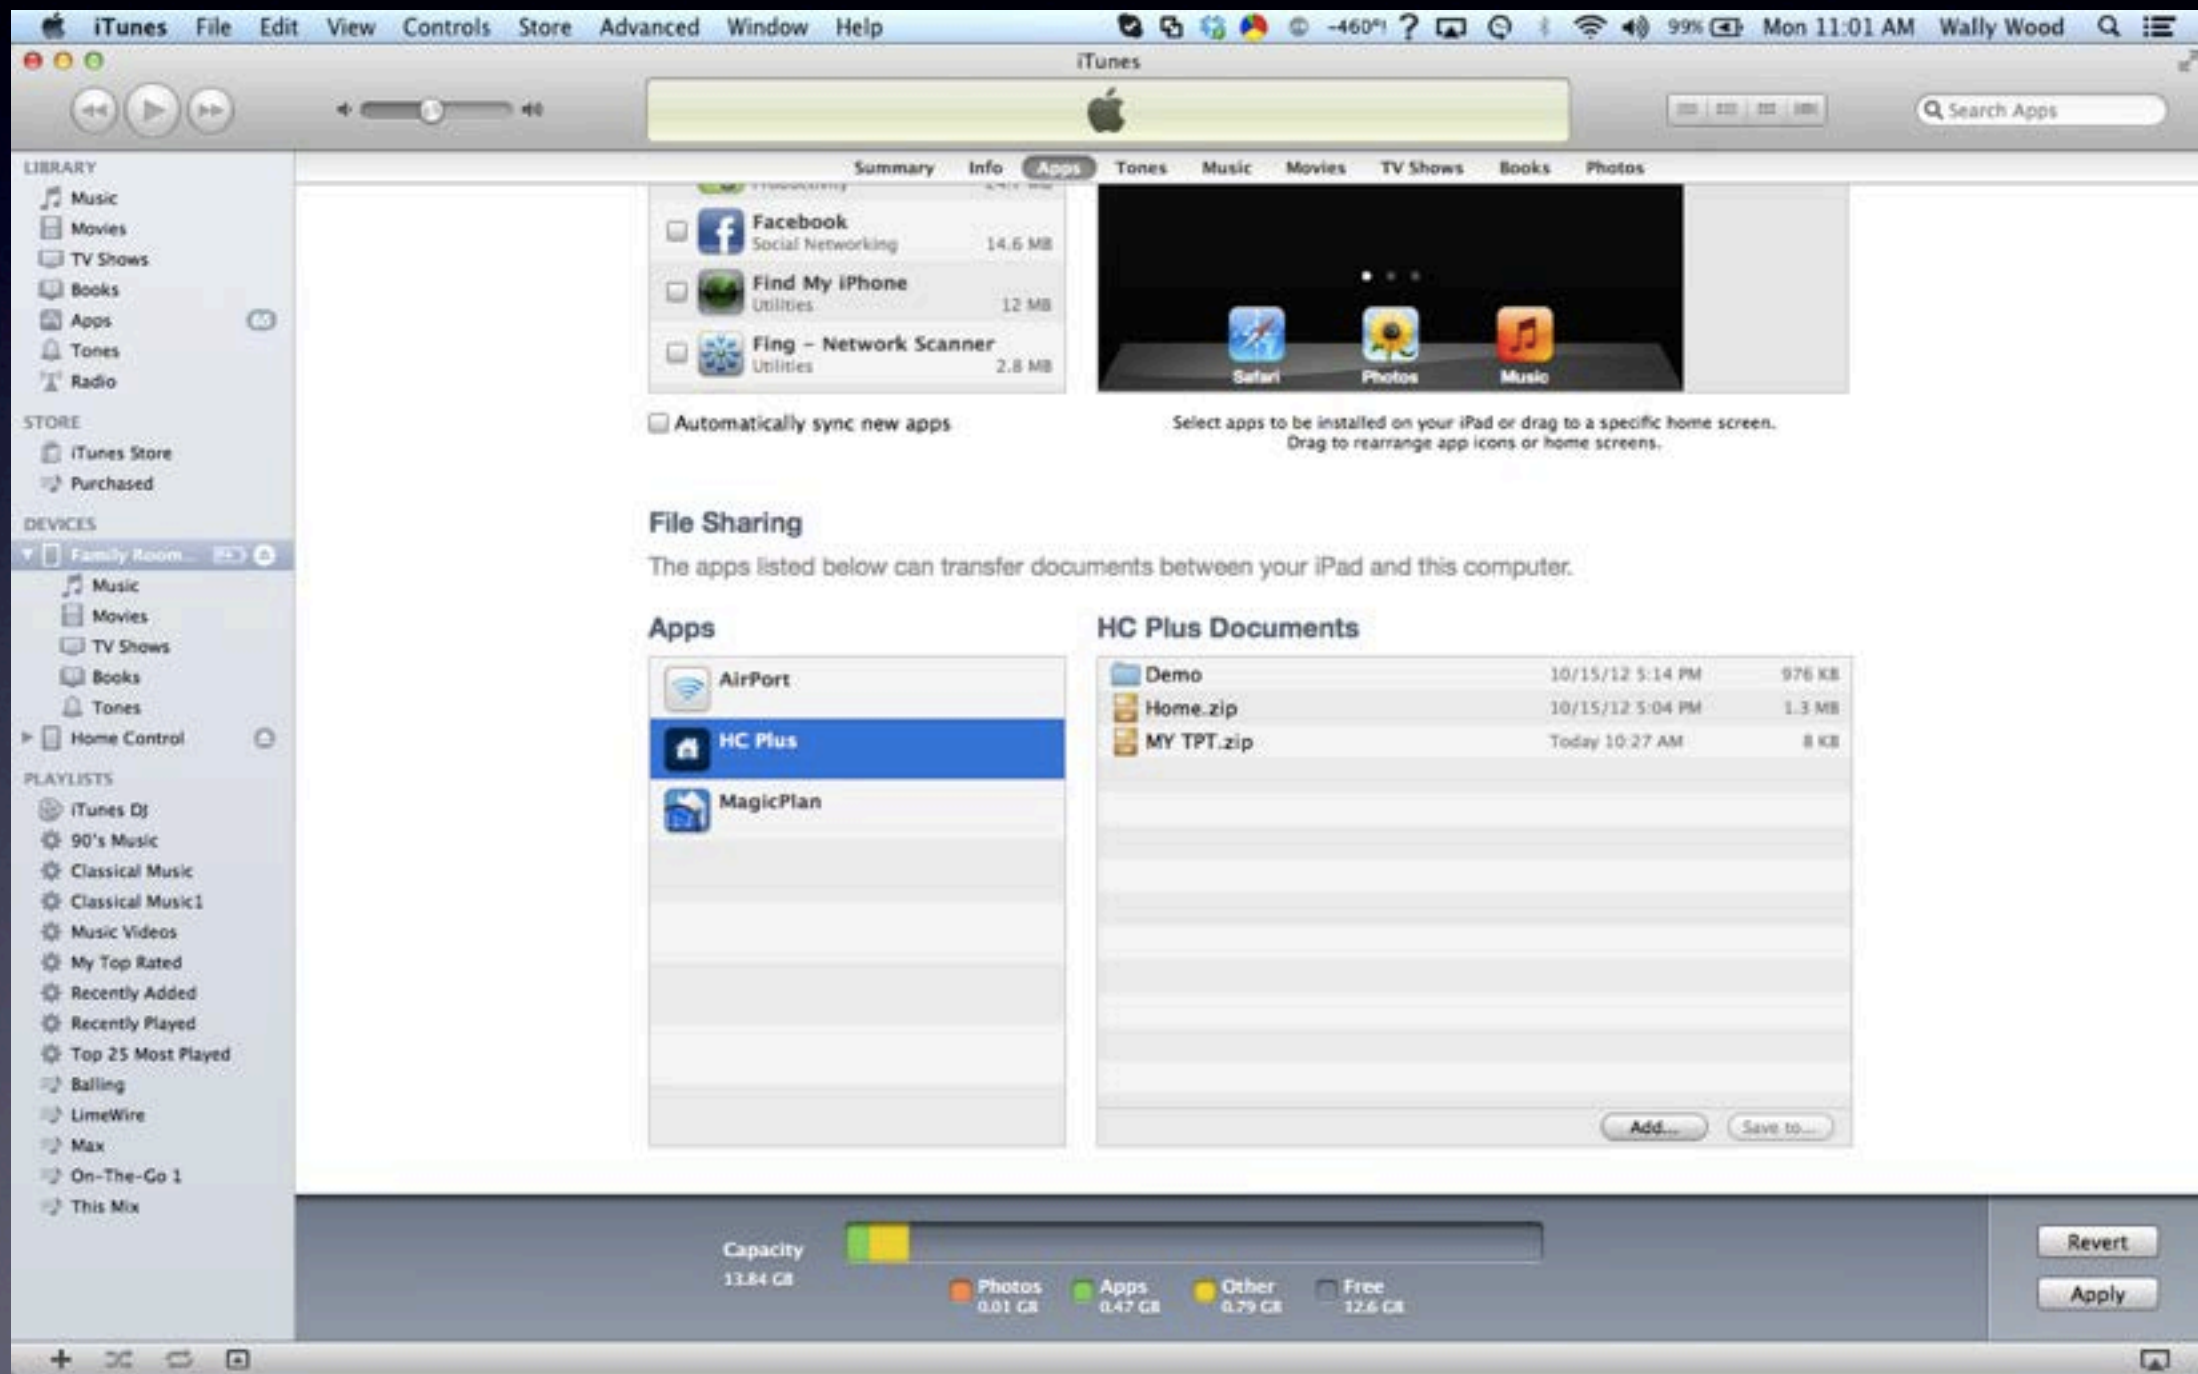 iTunes File Edit View Controls Store Advanced Window Help
99% Mon 11:01 AM Wally Wood
iTunes
Search Apps
Summary Info Apps Tones Music Movies TV Shows Books Photos
LIBRARY
Music
Movies
TV Shows
Books
Apps
Tones
Radio
STORE
iTunes Store
Purchased
DEVICES
Family Room...
Music
Movies
TV Shows
Books
Tones
Home Control
PLAYLISTS
iTunes DJ
90's Music
Classical Music
Classical Music1
Music Videos
My Top Rated
Recently Added
Recently Played
Top 25 Most Played
Balling
LimeWire
Max
On-The-Go 1
This Mix
Productivity
Facebook
Social Networking 14.6 MB
Find My iPhone
Utilities 12 MB
Fing - Network Scanner
Utilities 2.8 MB
Automatically sync new apps
Safari Photos Music
Select apps to be installed on your iPad or drag to a specific home screen.
Drag to rearrange app icons or home screens.
File Sharing
The apps listed below can transfer documents between your iPad and this computer.
Apps
AirPort
HC Plus
MagicPlan
HC Plus Documents
Demo 10/15/12 5:14 PM 976 KB
Home.zip 10/15/12 5:04 PM 1.3 MB
MY TPT.zip Today 10:27 AM 8 KB
Add... Save to...
Capacity
13.84 GB
Photos
0.01 GB
Apps
0.47 GB
Other
0.79 GB
Free
12.6 GB
Revert
Apply